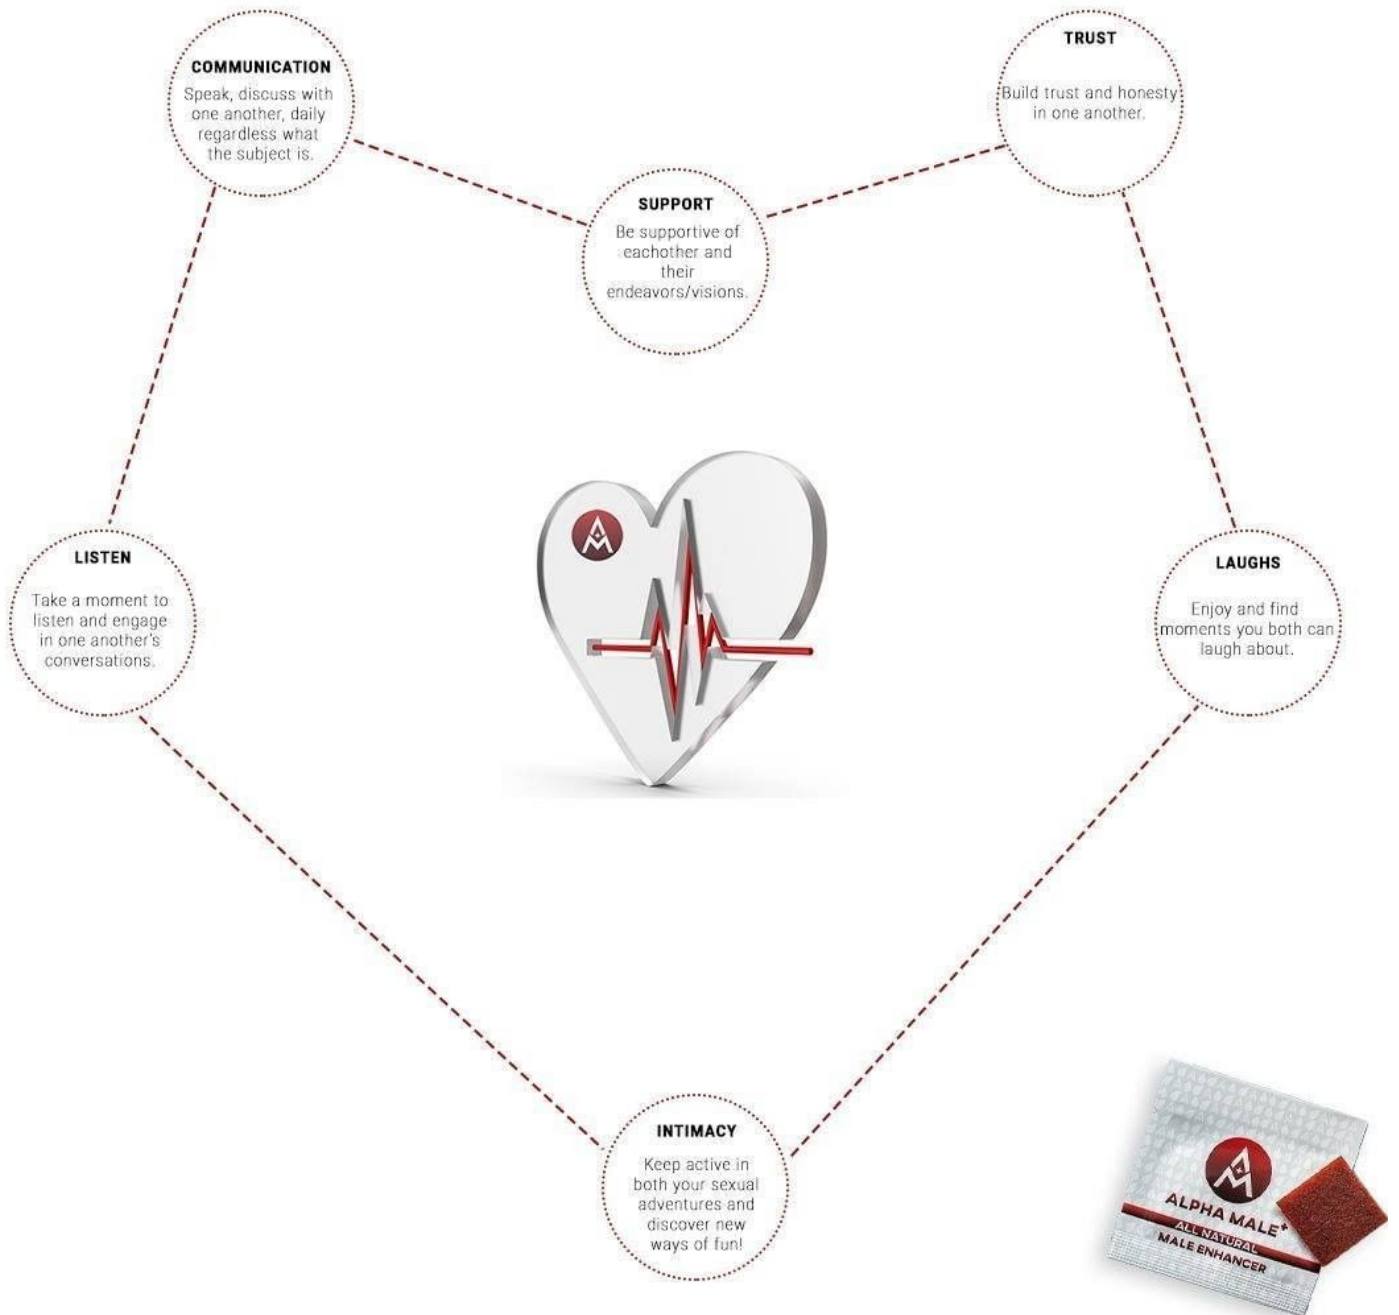 COMMUNICATION
Speak, discuss with
one another, daily
regardless what
the subject is.
TRUST
Build trust and honesty
in one another.
SUPPORT
Be supportive of
eachother and
their
endeavors/visions.
LISTEN
Take a moment to
listen and engage
in one another's
conversations.
LAUGHS
Enjoy and find
moments you both can
laugh about.
INTIMACY
Keep active in
both your sexual
adventures and
discover new
ways of fun!
ALPHA MALE+
ALL NATURAL
MALE ENHANCER